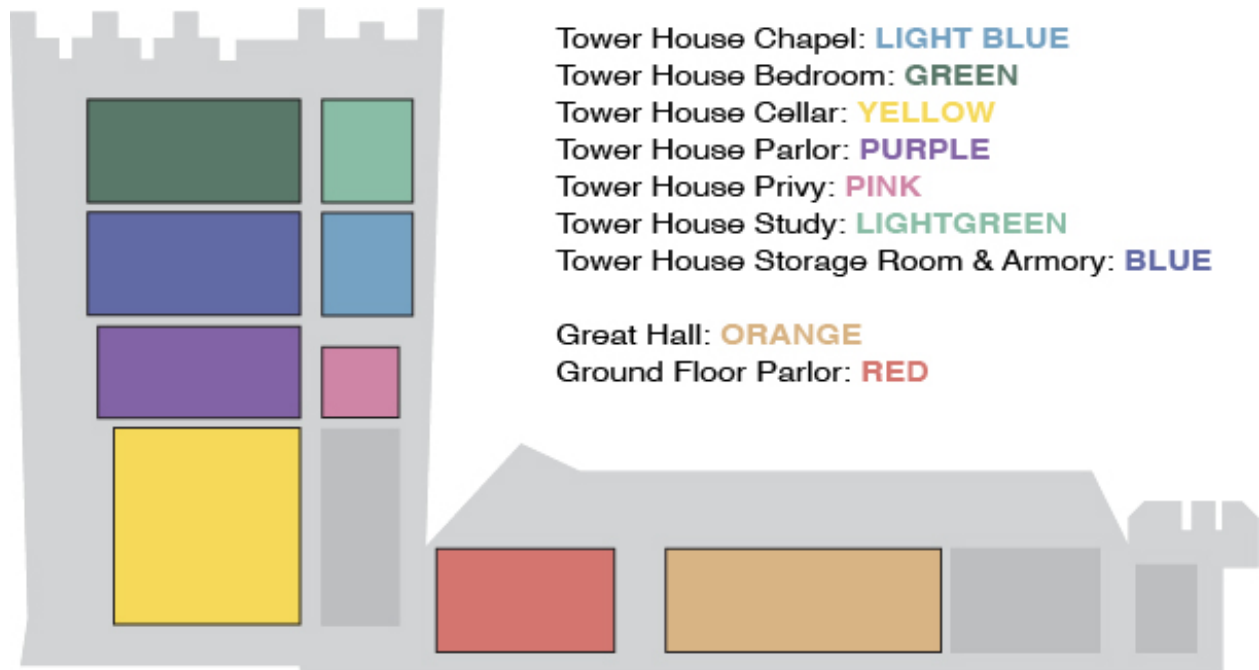 Tower House Chapel: LIGHT BLUE
Tower House Bedroom: GREEN
Tower House Cellar: YELLOW
Tower House Parlor: PURPLE
Tower House Privy: PINK
Tower House Study: LIGHTGREEN
Tower House Storage Room & Armory: BLUE
Great Hall: ORANGE
Ground Floor Parlor: RED